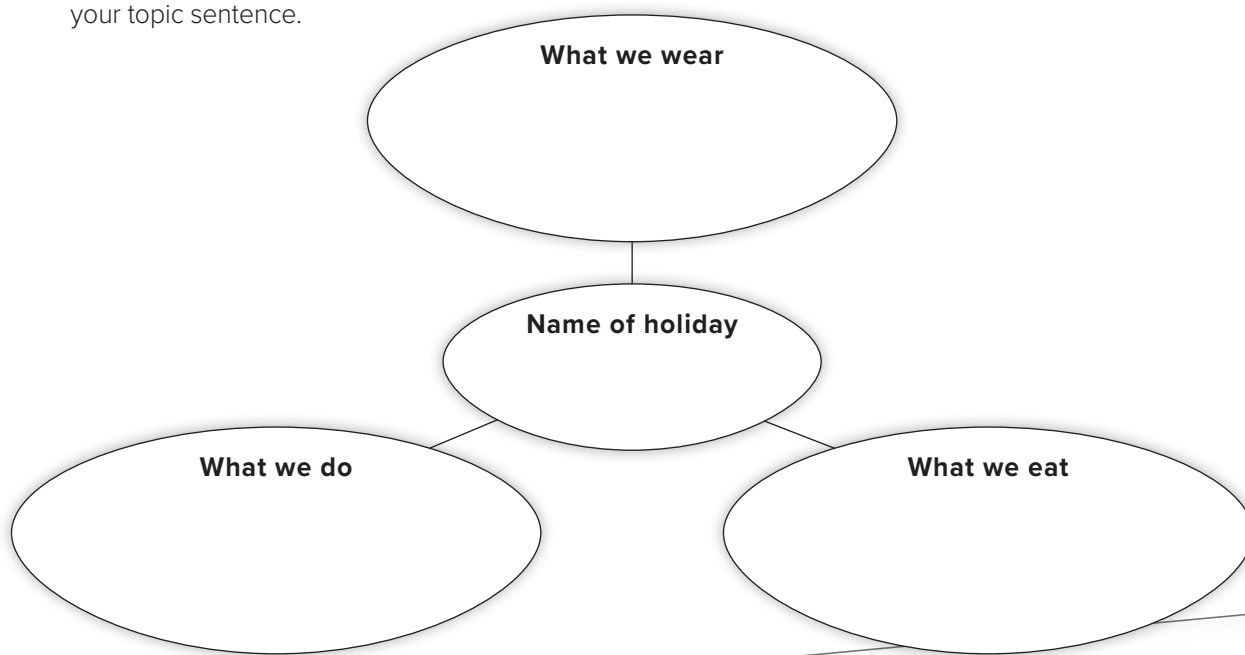 your topic sentence.
What we wear
Name of holiday
What we do
What we eat